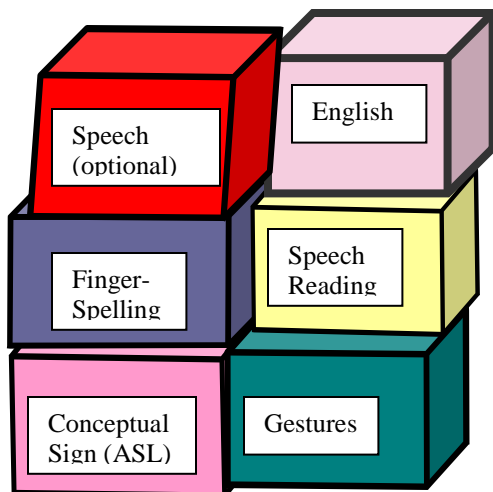 Speech
(optional)
English
Finger-
Spelling
Speech
Reading
Conceptual
Sign (ASL)
Gestures